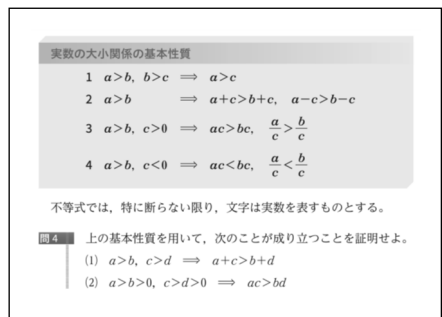 実数の大小関係の基本性質
1 a>b, b>c ⟹ a>c
2 a>b ⟹ a+c>b+c, a−c>b−c
3 a>b, c>0 ⟹ ac>bc, a/c>b/c
4 a>b, c<0 ⟹ ac<bc, a/c<b/c
不等式では，特に断らない限り，文字は実数を表すものとする。
問4 上の基本性質を用いて，次のことが成り立つことを証明せよ。
(1) a>b, c>d ⟹ a+c>b+d
(2) a>b>0, c>d>0 ⟹ ac>bd